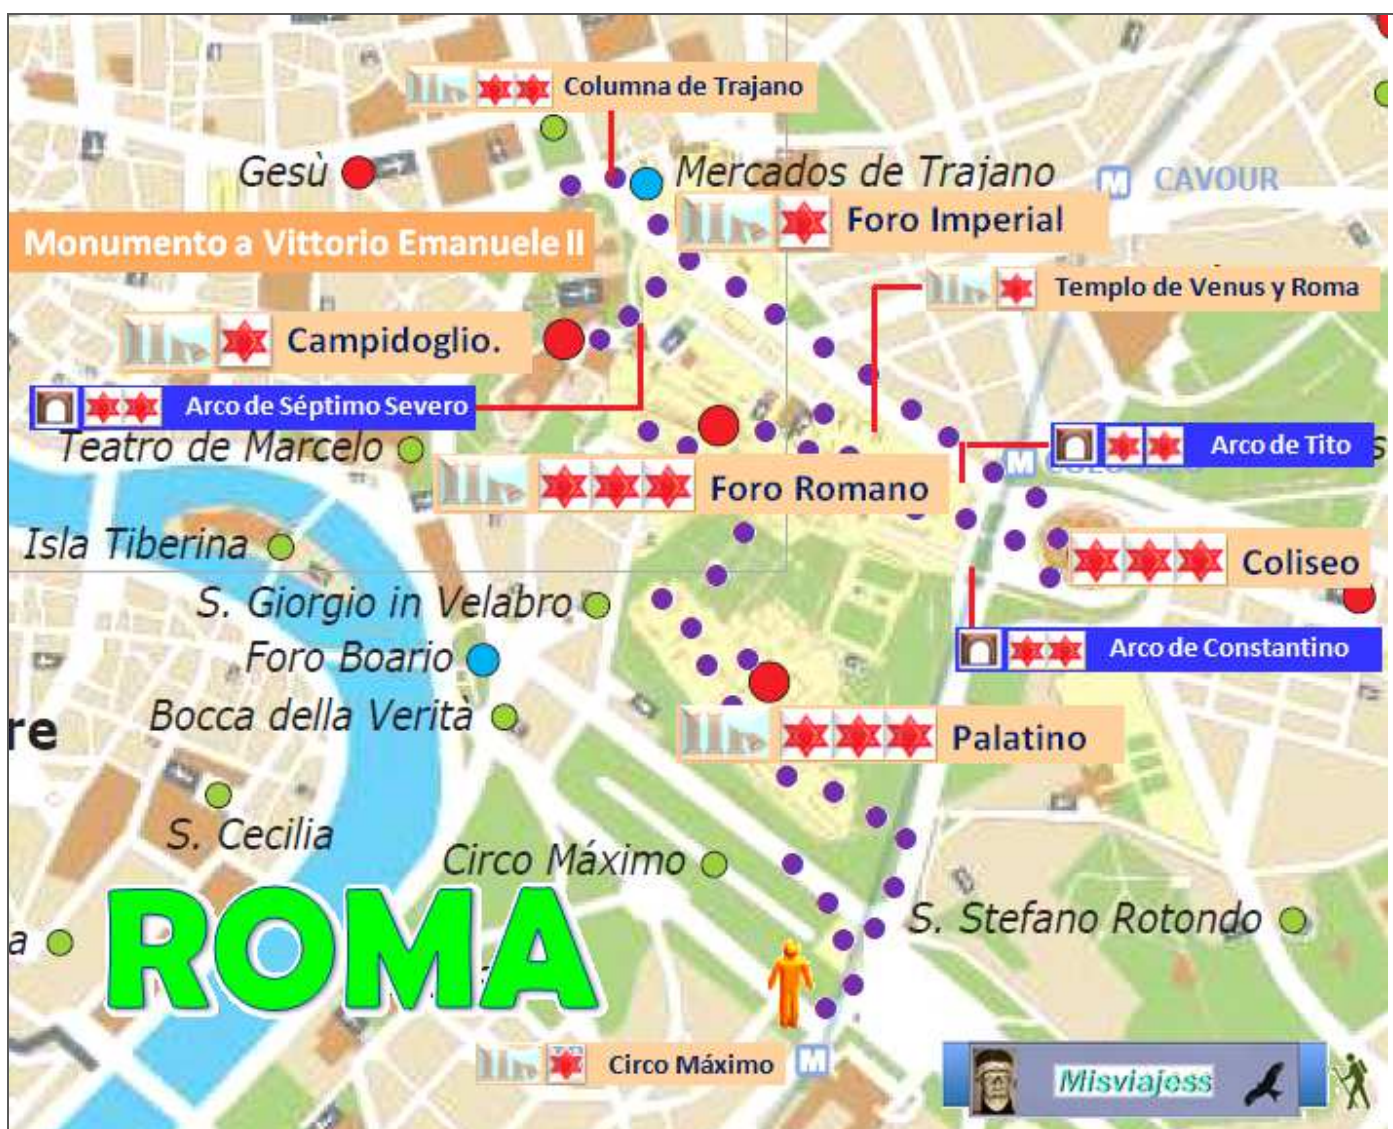 Columna de Trajano
Gesù
Mercados de Trajano
M CAVOUR
Foro Imperial
Monumento a Vittorio Emanuele II
Templo de Venus y Roma
Campidoglio.
Arco de Séptimo Severo
Teatro de Marcelo
Arco de Tito
M
Foro Romano
Isla Tiberina
Coliseo
S. Giorgio in Velabro
Foro Boario
Arco de Constantino
Bocca della Verità
re
Palatino
S. Cecilia
Circo Máximo
S. Stefano Rotondo
a
ROMA
Circo Máximo M
Misviajess